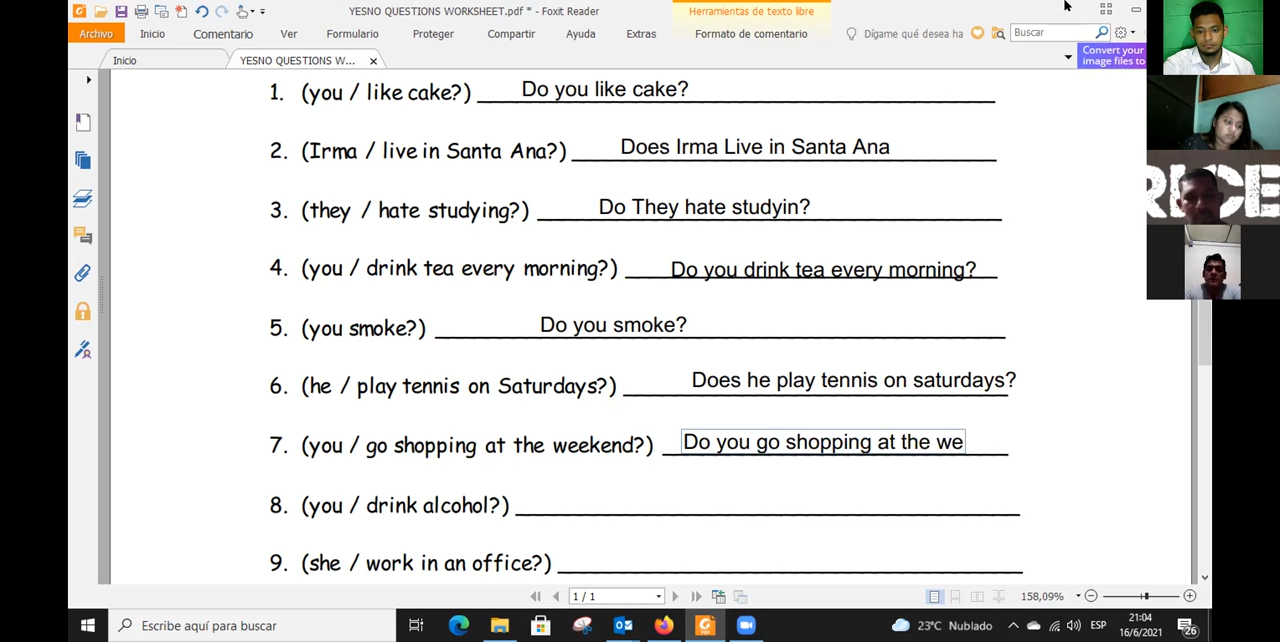 YESNO QUESTIONS WORKSHEET.pdf * - Foxit Reader
Herramientas de texto libre
Archivo Inicio Comentario Ver Formulario Proteger Compartir Ayuda Extras Formato de comentario Dígame qué desea ha Buscar
Inicio YESNO QUESTIONS W... Convert your
image files to
1. (you / like cake?) Do you like cake?
2. (Irma / live in Santa Ana?) Does Irma Live in Santa Ana
3. (they / hate studying?) Do They hate studyin?
4. (you / drink tea every morning?) Do you drink tea every morning?
5. (you smoke?) Do you smoke?
6. (he / play tennis on Saturdays?) Does he play tennis on saturdays?
7. (you / go shopping at the weekend?) Do you go shopping at the we
8. (you / drink alcohol?)
9. (she / work in an office?)
RICE
1 / 1 158,09%
Escribe aquí para buscar 23°C Nublado ESP 21:04
16/6/2021 26